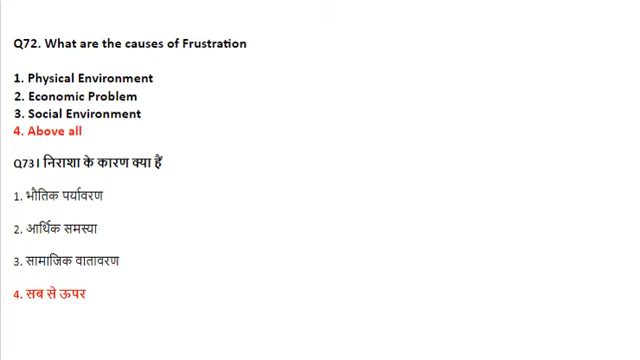 Q72. What are the causes of Frustration
1. Physical Environment
2. Economic Problem
3. Social Environment
4. Above all
Q73। निराशा के कारण क्या हैं
1. भौतिक पर्यावरण
2. आर्थिक समस्या
3. सामाजिक वातावरण
4. सब से ऊपर